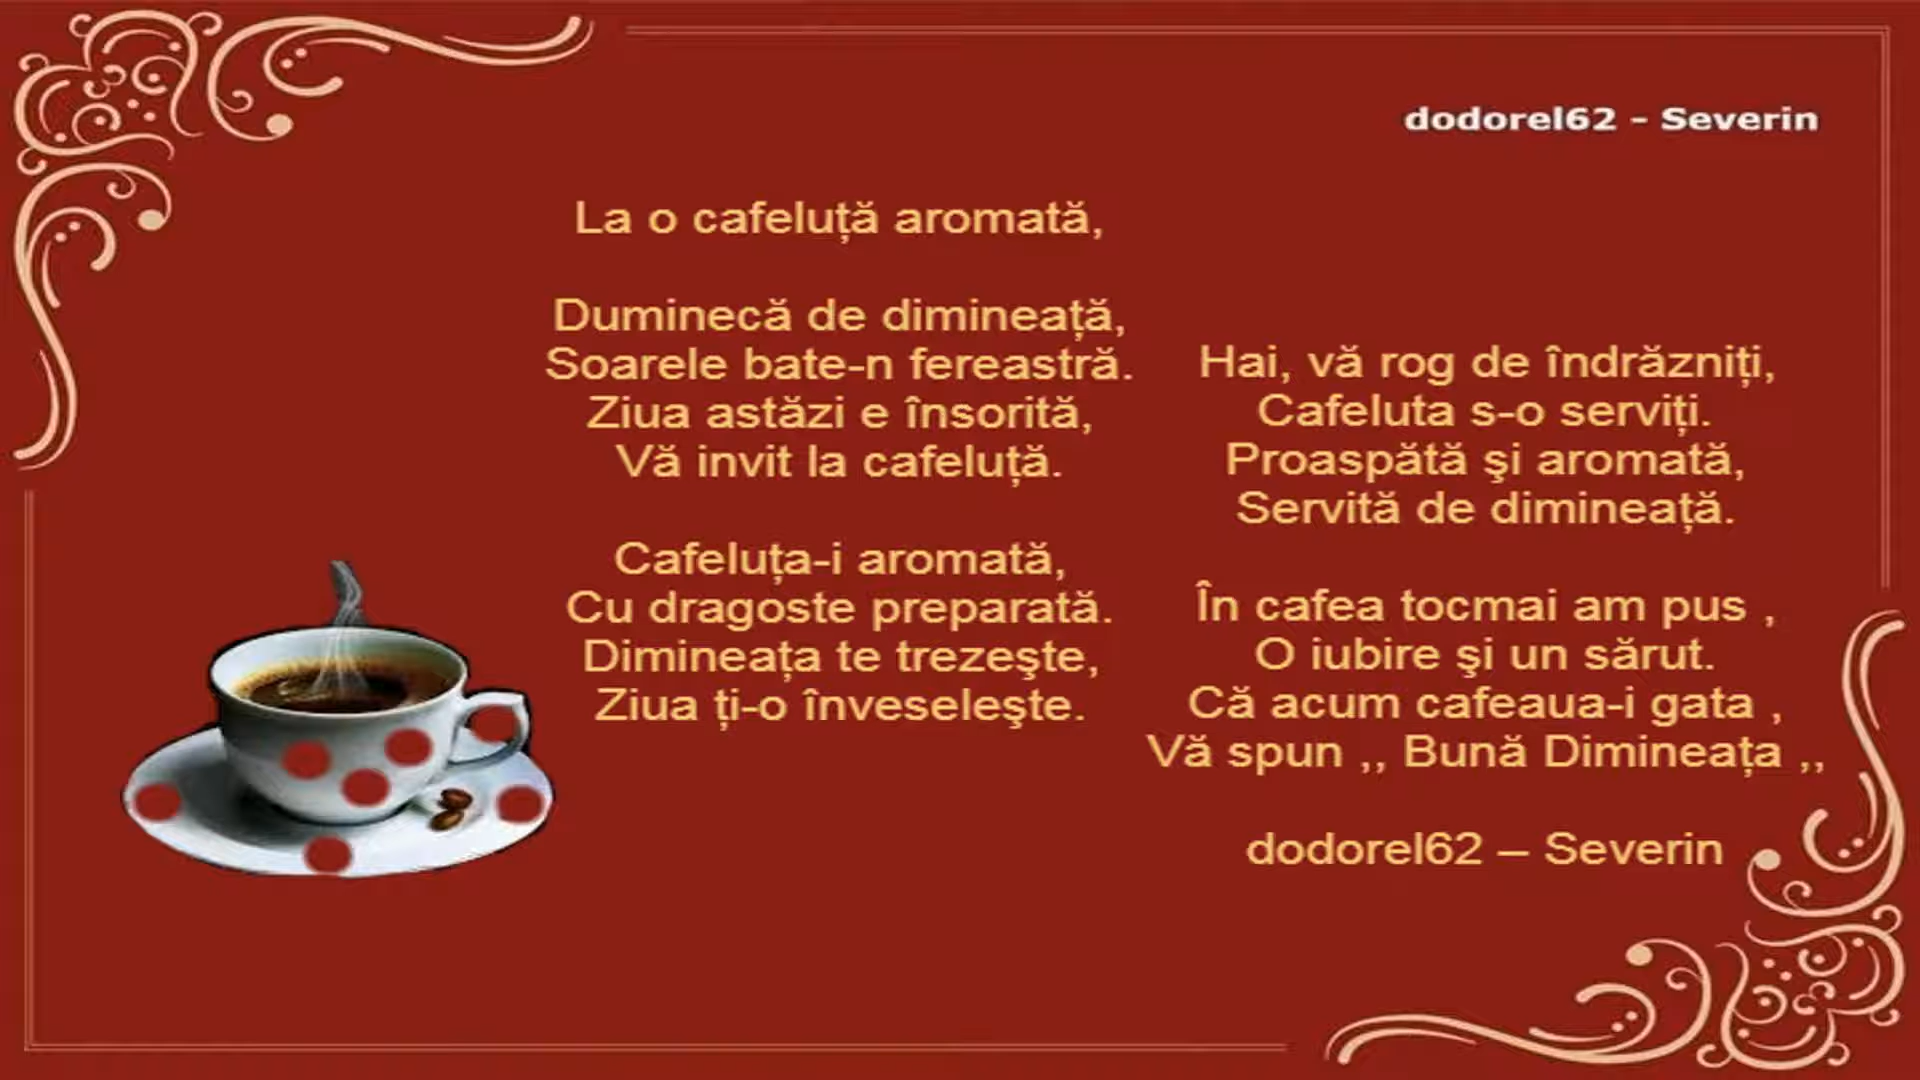 dodorel62 - Severin
La o cafeluță aromată,
Duminecă de dimineață,
Soarele bate-n fereastră.
Ziua astăzi e însorită,
Vă invit la cafeluță.
Cafeluța-i aromată,
Cu dragoste preparată.
Dimineața te trezeşte,
Ziua ți-o înveseleşte.
Hai, vă rog de îndrăzniți,
Cafeluta s-o serviți.
Proaspătă şi aromată,
Servită de dimineață.
În cafea tocmai am pus ,
O iubire şi un sărut.
Că acum cafeaua-i gata ,
Vă spun ,, Bună Dimineața ,,
dodorel62 – Severin